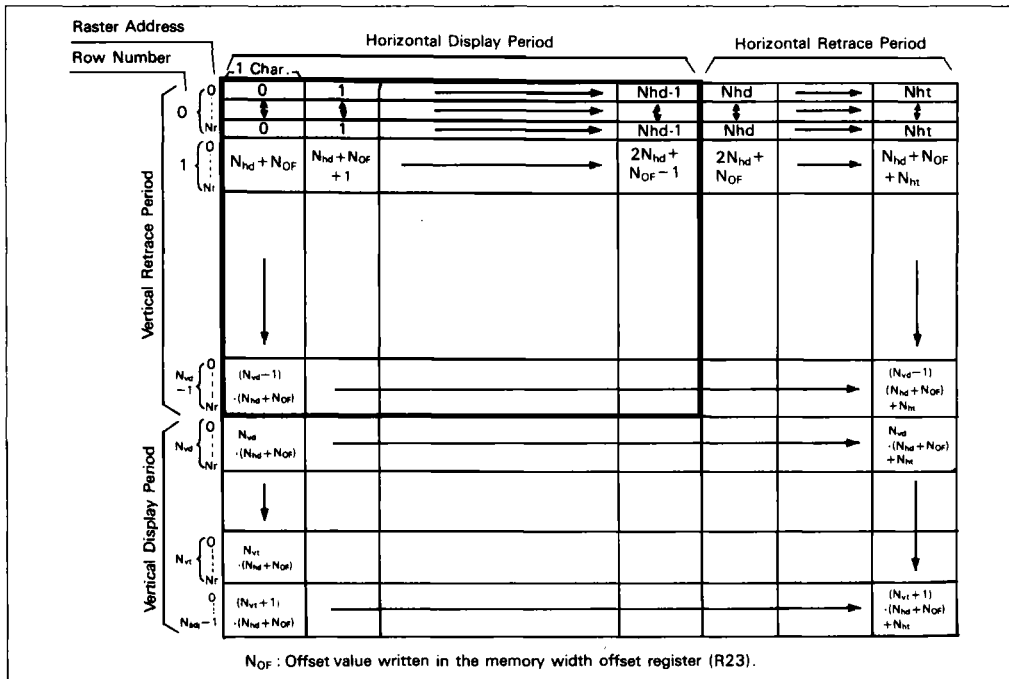 Raster Address
Row Number
Horizontal Display Period
Horizontal Retrace Period
1 Char.
0 0 0 1 Nhd-1 Nhd Nht
Nr 0 1 Nhd-1 Nhd Nht
1 0 Nr Nhd+NOF Nhd+NOF +1 2Nhd+ NOF-1 2Nhd+ NOF Nhd+NOF +Nht
Vertical Retrace Period
Nvd -1 0 Nr (Nvd-1) ·(Nhd+NOF) (Nvd-1) (Nhd+NOF) +Nht
Vertical Display Period
Nvd 0 Nr Nvd ·(Nhd+NOF) Nvd ·(Nhd+NOF) +Nht
Nvt 0 Nr Nvt ·(Nhd+NOF)
0 Nadj-1 (Nvt+1) ·(Nhd+NOF) (Nvt+1) ·(Nhd+NOF) +Nht
NOF : Offset value written in the memory width offset register (R23).